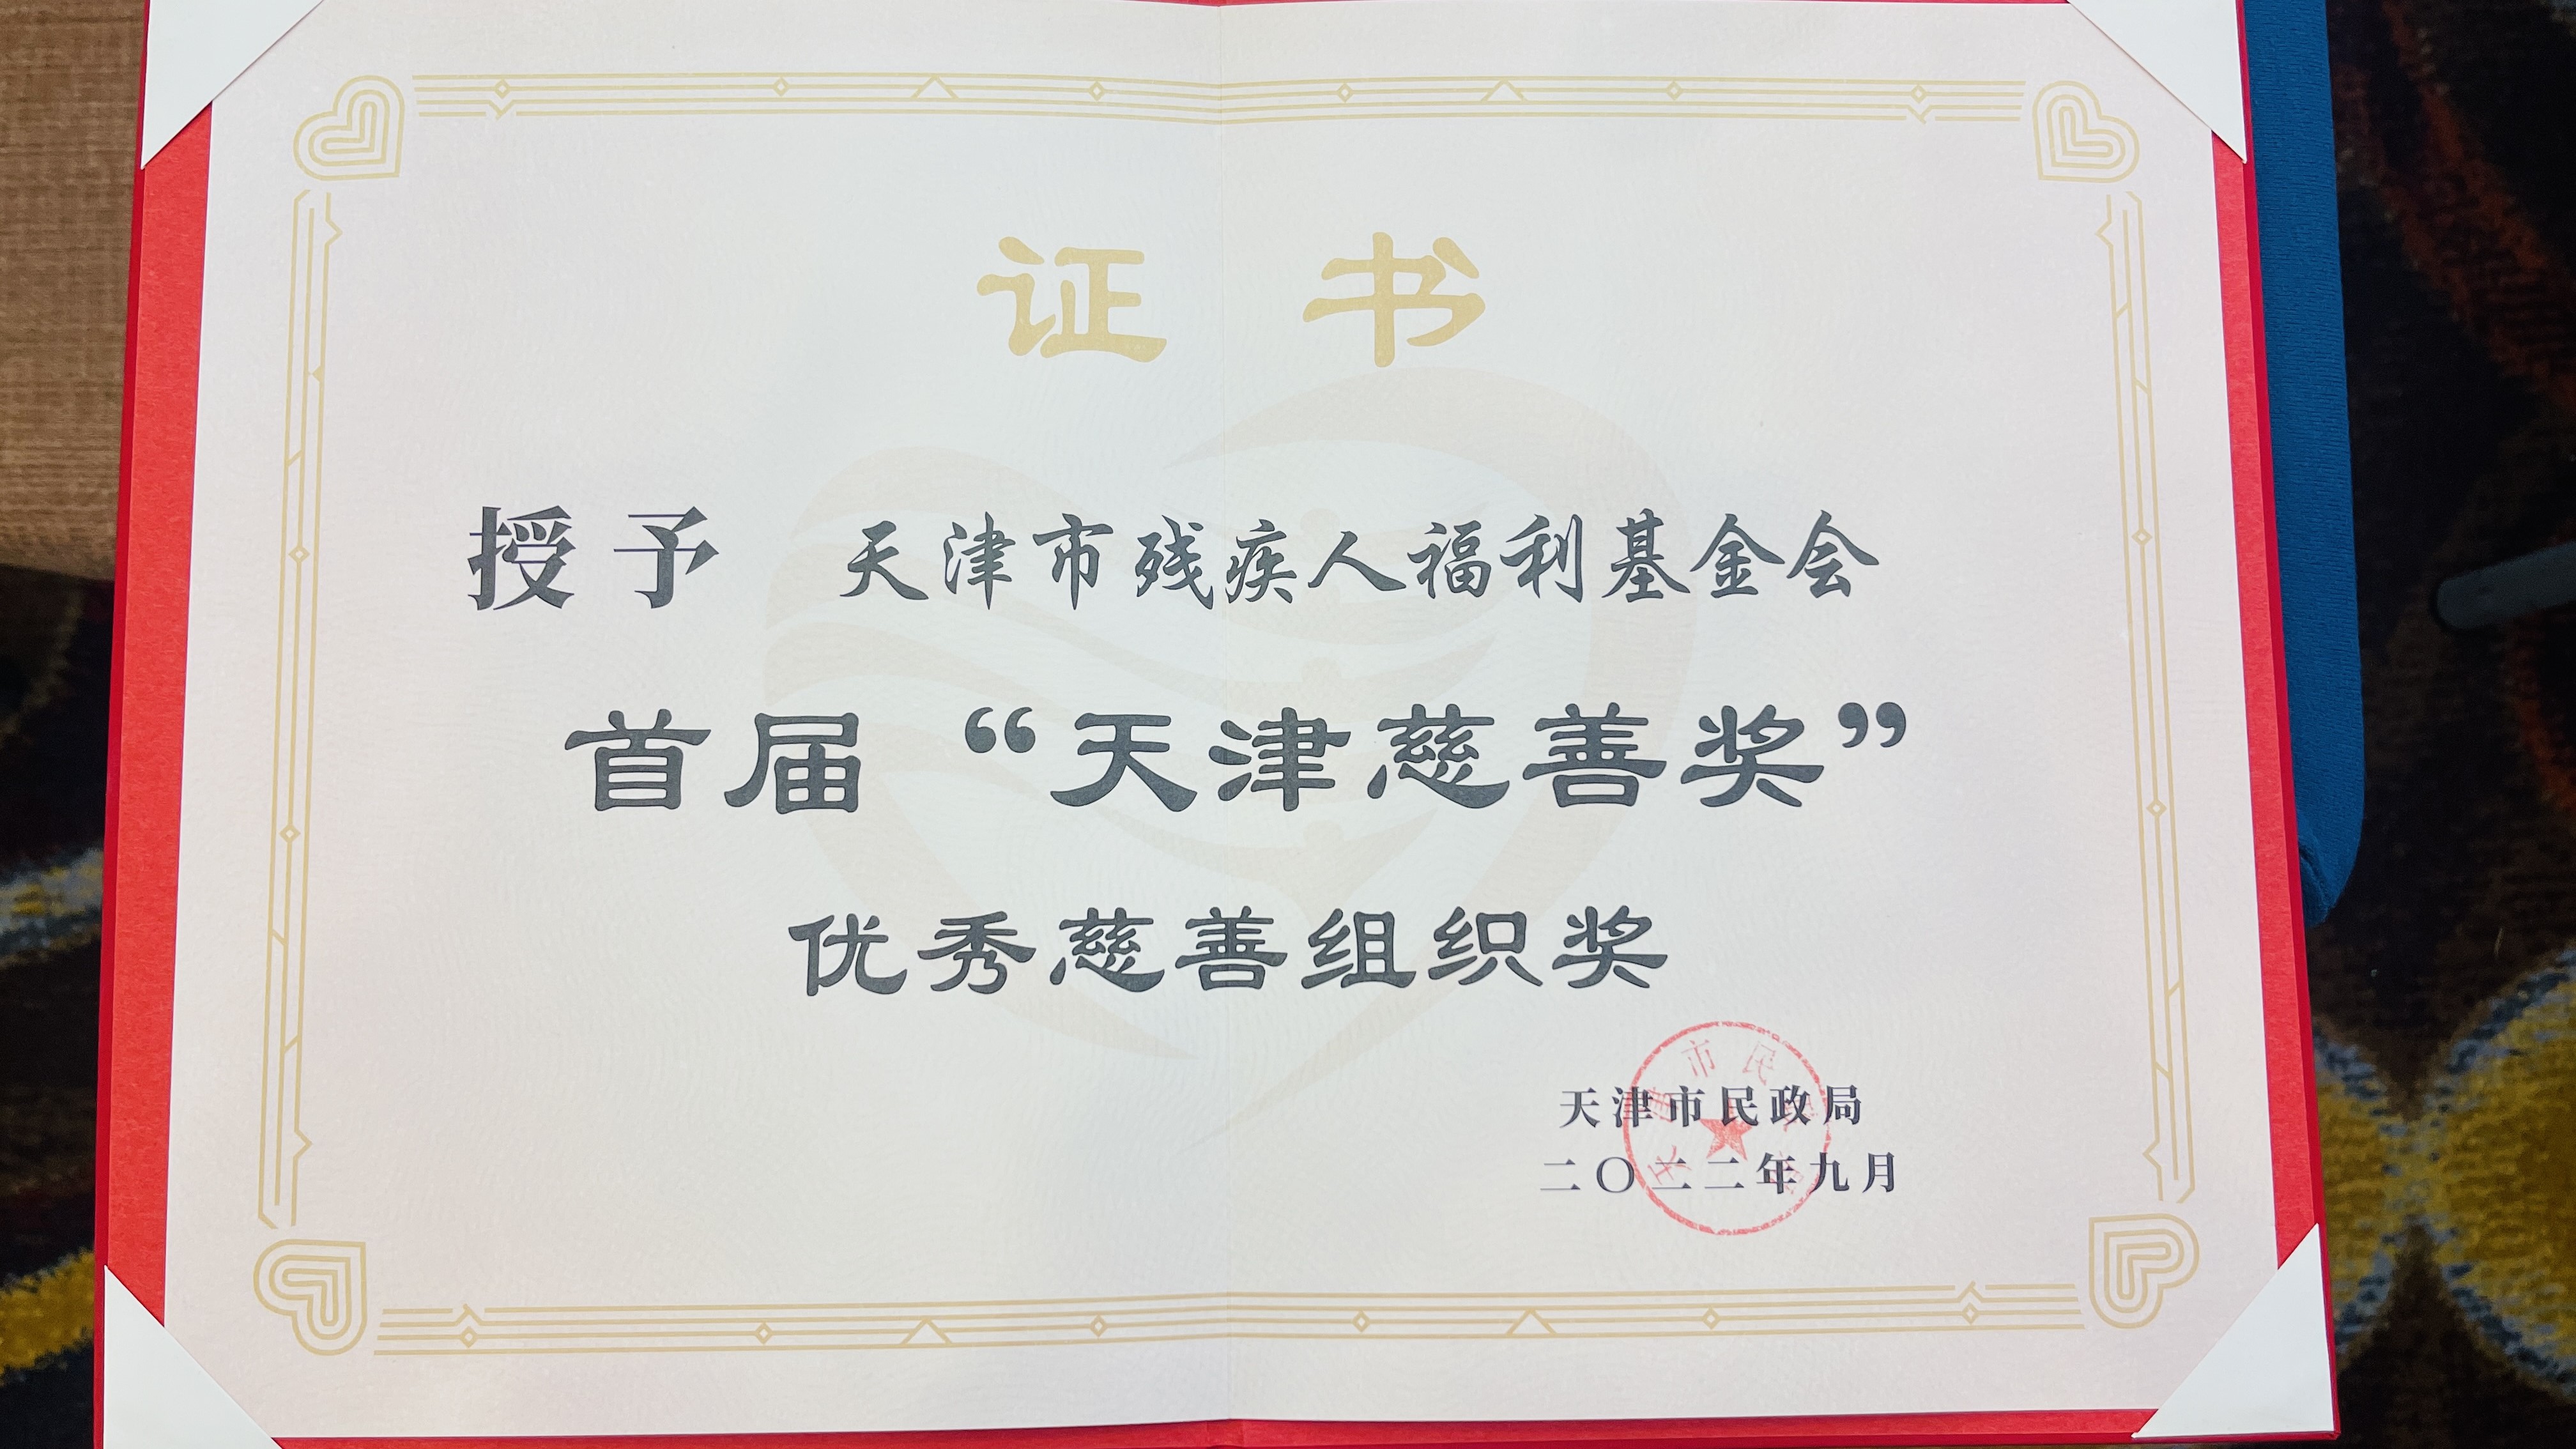 证书
授予 天津市残疾人福利基金会
首届“天津慈善奖”
优秀慈善组织奖
天津市民政局
二〇二二年九月